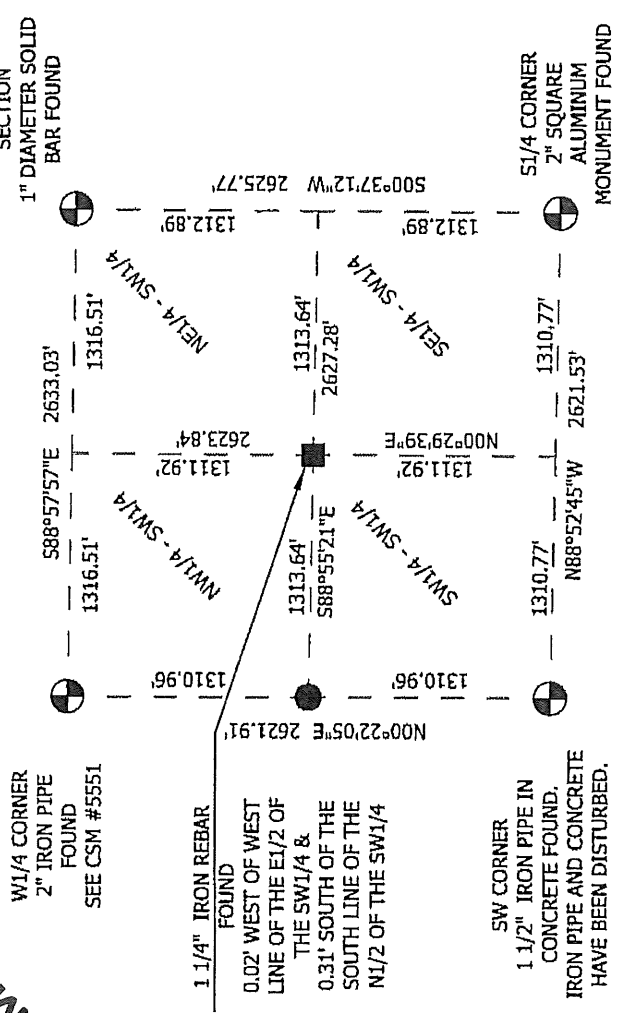 SECTION
1" DIAMETER SOLID
BAR FOUND
W1/4 CORNER
2" IRON PIPE
FOUND
SEE CSM #5551
S88°57'57"E 2633.03'
1316.51'
1316.51'
NW1/4 - SW1/4
NE1/4 - SW1/4
1310.96'
1311.92'
2623.84'
1312.89'
N00°22'05"E 2621.91'
S00°37'12"W 2625.77'
1 1/4" IRON REBAR
FOUND
0.02' WEST OF WEST
LINE OF THE E1/2 OF
THE SW1/4 &
0.31' SOUTH OF THE
SOUTH LINE OF THE
N1/2 OF THE SW1/4
1313.64'
S88°55'21"E
1313.64'
2627.28'
SW1/4 - SW1/4
SE1/4 - SW1/4
1310.96'
1311.92'
N00°29'39"E
1312.89'
1310.77'
N88°52'45"W
1310.77'
2621.53'
SW CORNER
1 1/2" IRON PIPE IN
CONCRETE FOUND.
IRON PIPE AND CONCRETE
HAVE BEEN DISTURBED.
S1/4 CORNER
2" SQUARE
ALUMINUM
MONUMENT FOUND